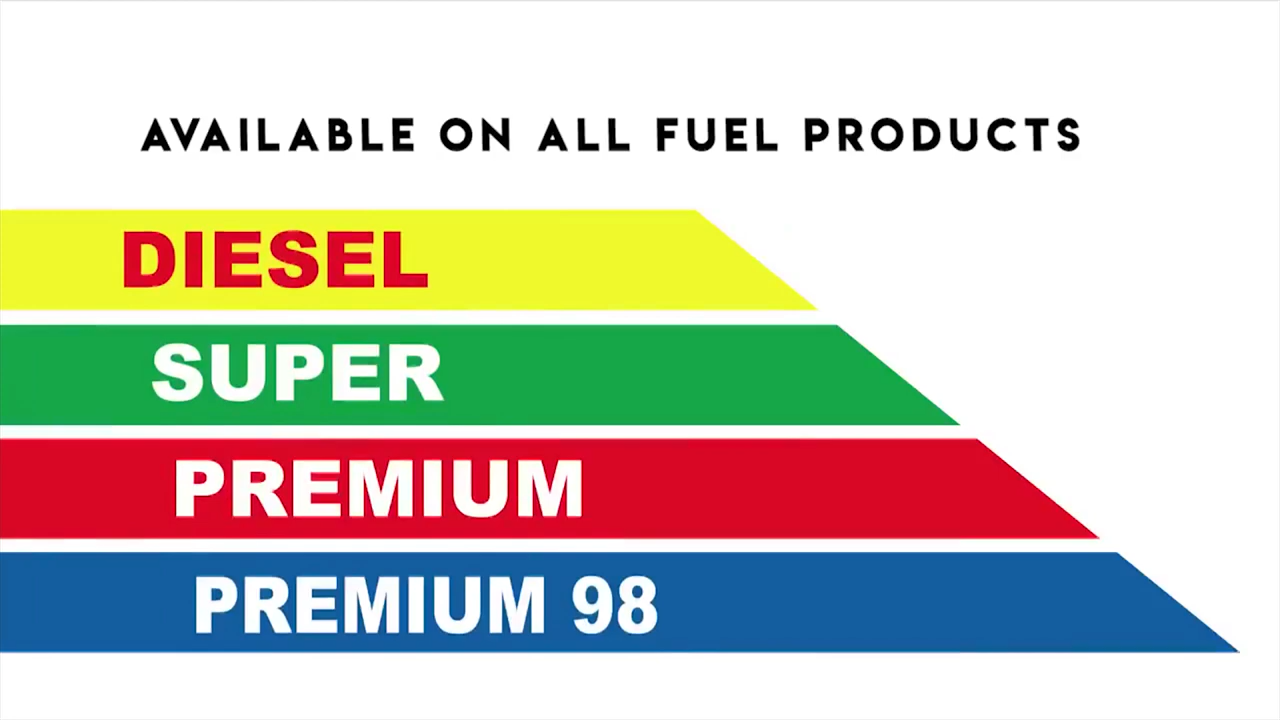 AVAILABLE ON ALL FUEL PRODUCTS
DIESEL
SUPER
PREMIUM
PREMIUM 98